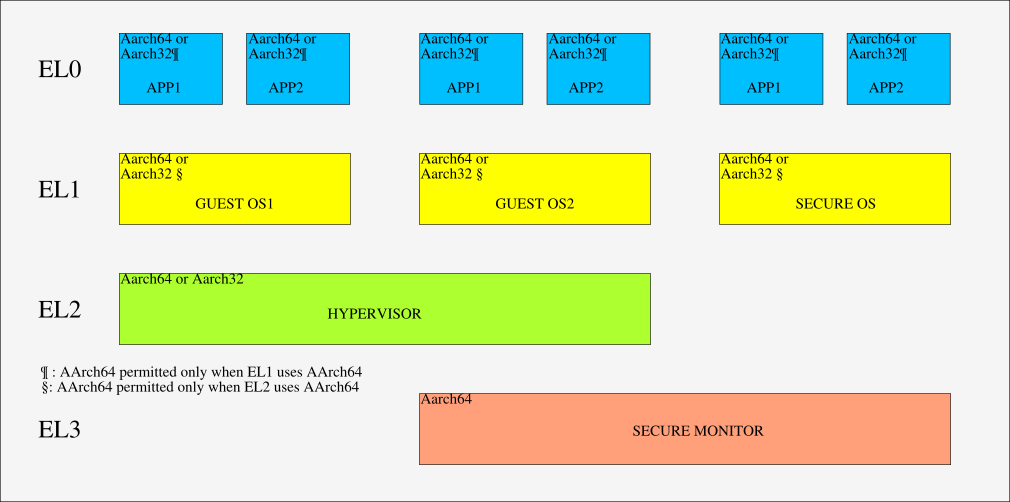 EL0
Aarch64 or
Aarch32¶
APP1
Aarch64 or
Aarch32¶
APP2
Aarch64 or
Aarch32¶
APP1
Aarch64 or
Aarch32¶
APP2
Aarch64 or
Aarch32¶
APP1
Aarch64 or
Aarch32¶
APP2
EL1
Aarch64 or
Aarch32 §
GUEST OS1
Aarch64 or
Aarch32 §
GUEST OS2
Aarch64 or
Aarch32 §
SECURE OS
EL2
Aarch64 or Aarch32
HYPERVISOR
¶ : AArch64 permitted only when EL1 uses AArch64
§: AArch64 permitted only when EL2 uses AArch64
EL3
Aarch64
SECURE MONITOR